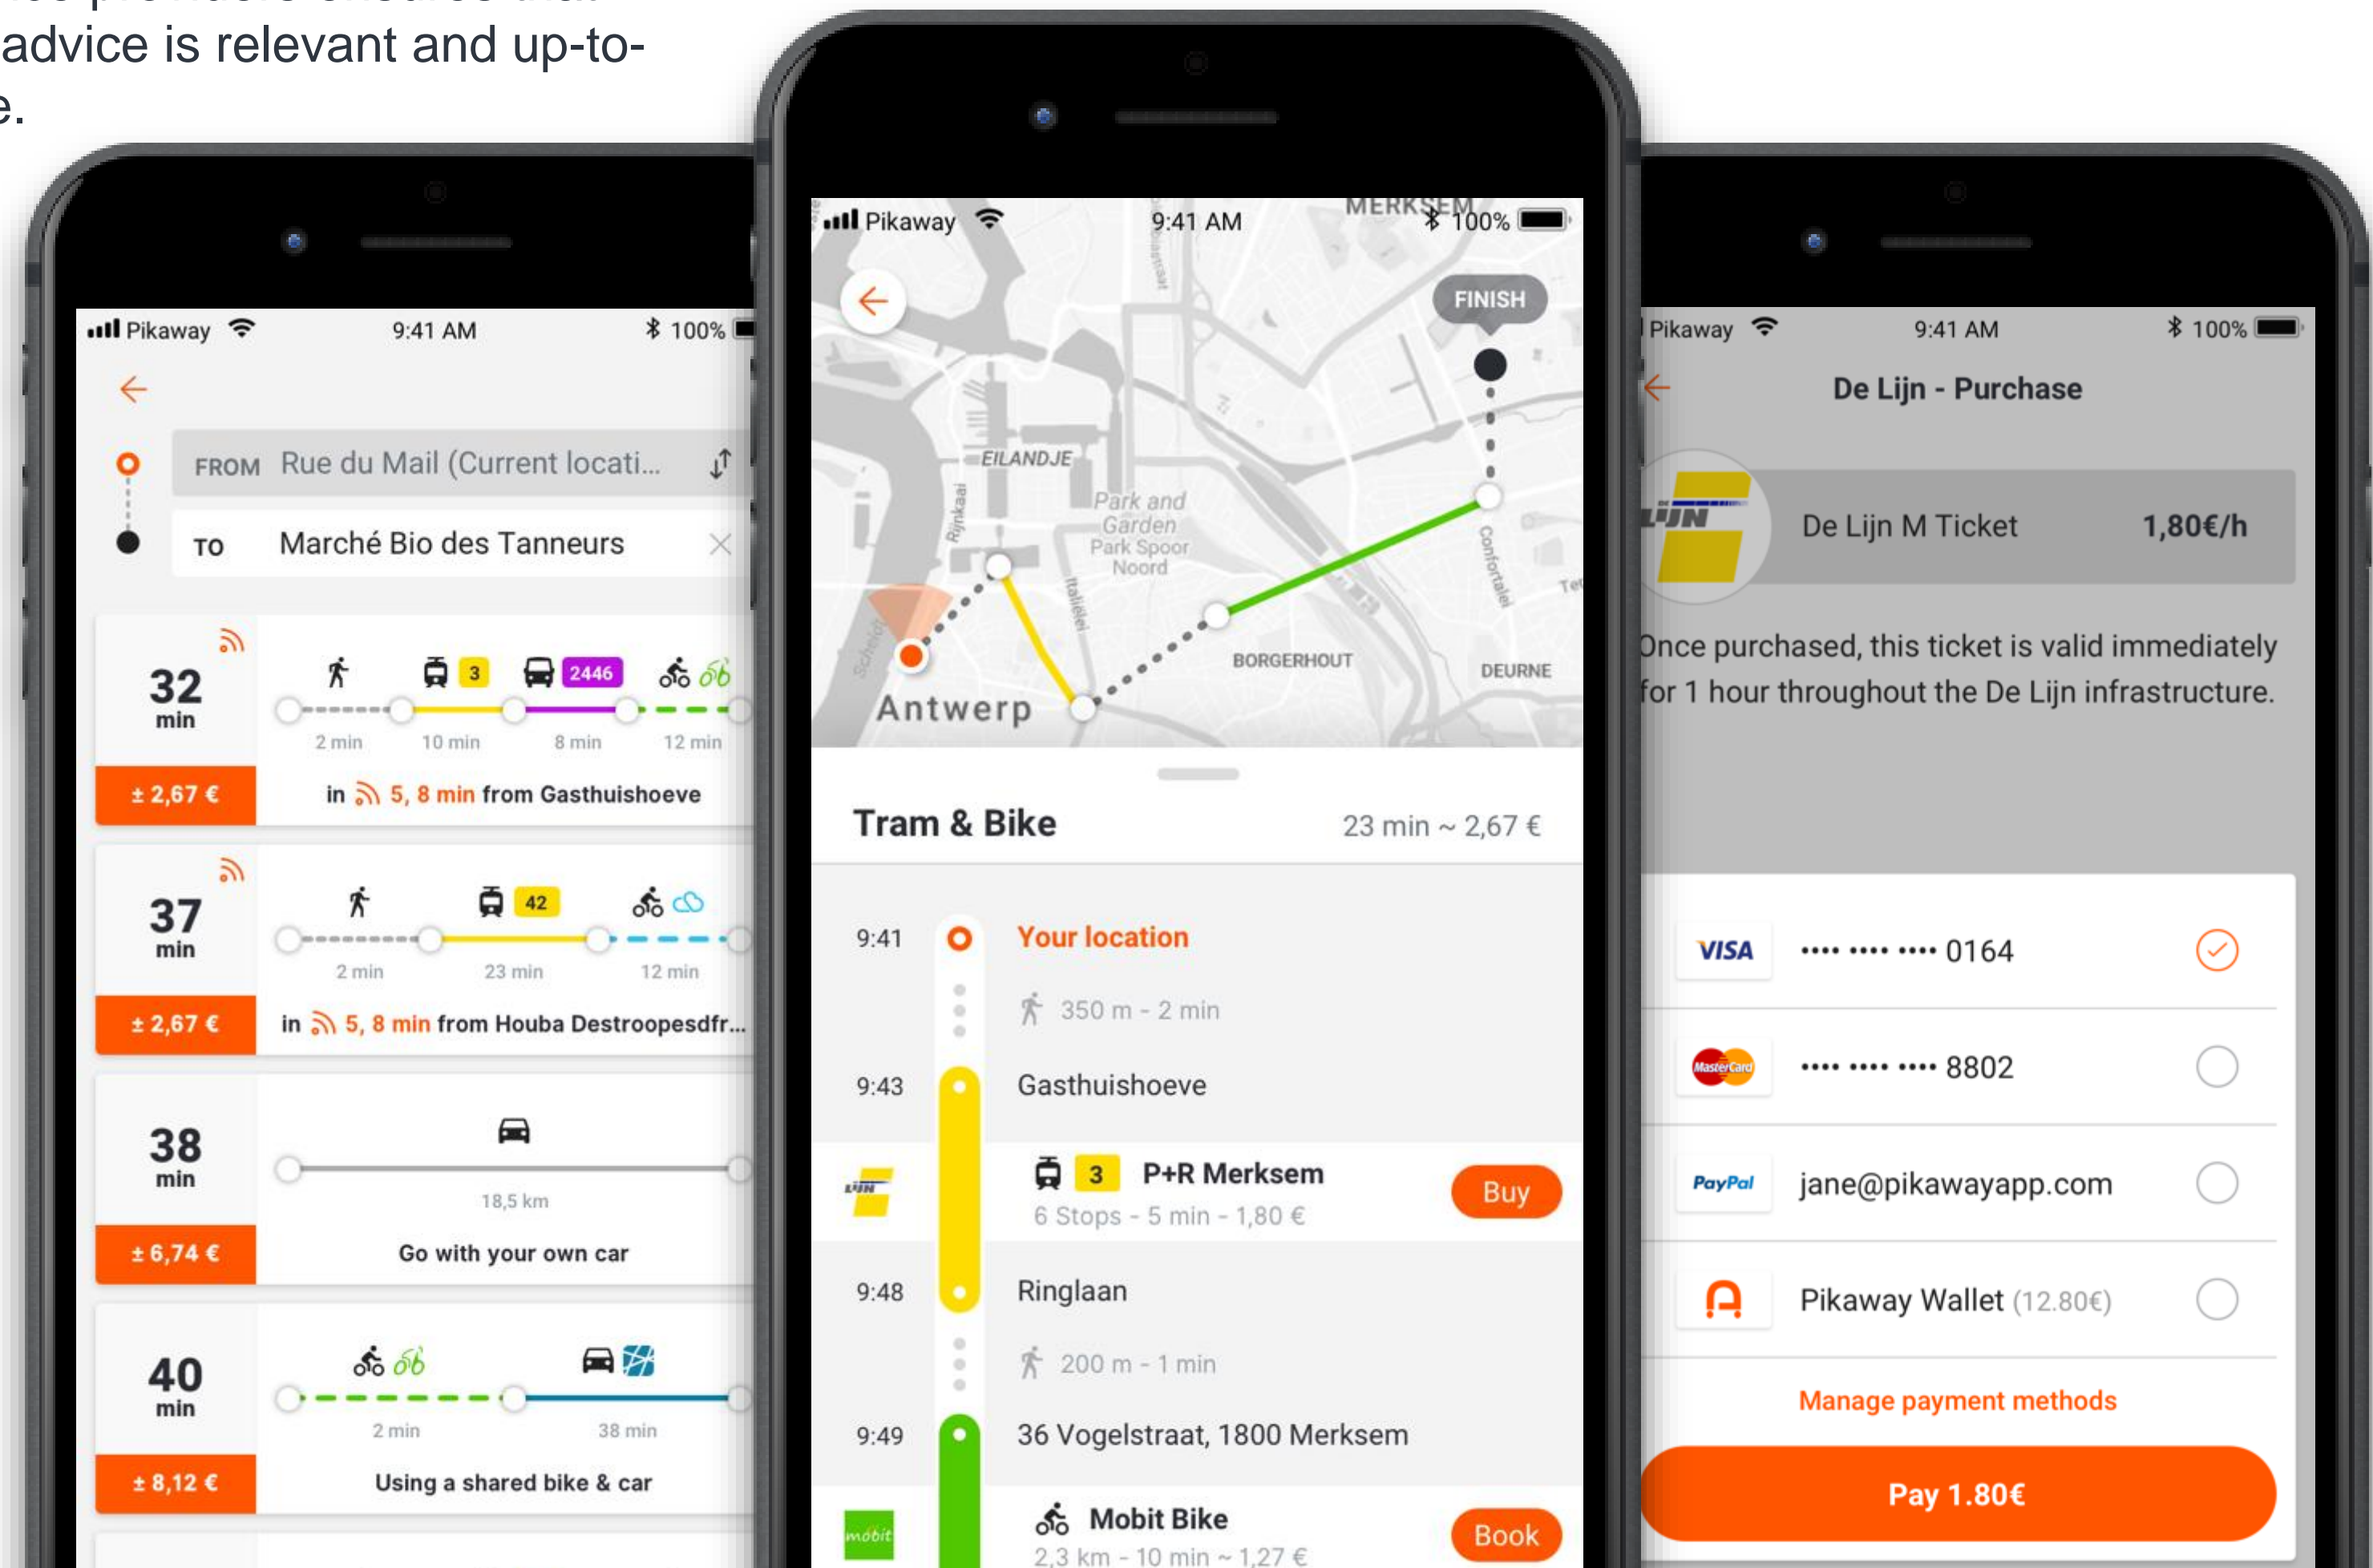 advice is relevant and up-to-
e.
Pikaway 9:41 AM 100%
FROM Rue du Mail (Current locati...
TO Marché Bio des Tanneurs
32 min
3 2446
2 min 10 min 8 min 12 min
± 2,67 € in 5, 8 min from Gasthuishoeve
37 min
42
2 min 23 min 12 min
± 2,67 € in 5, 8 min from Houba Destroopesdfr...
38 min
18,5 km
± 6,74 € Go with your own car
40 min
2 min 38 min
± 8,12 € Using a shared bike & car
Pikaway 9:41 AM 100%
MERKSEM
FINISH
EILANDJE
Rijnkaai
Park and
Garden
Park Spoor
Noord
Italiëlei
Confortalei
Scheldt
BORGERHOUT
DEURNE
Antwerp
Tram & Bike 23 min ~ 2,67 €
9:41 Your location
350 m - 2 min
9:43 Gasthuishoeve
LIJN 3 P+R Merksem Buy
6 Stops - 5 min - 1,80 €
9:48 Ringlaan
200 m - 1 min
9:49 36 Vogelstraat, 1800 Merksem
mobit Mobit Bike Book
2,3 km - 10 min ~ 1,27 €
Pikaway 9:41 AM 100%
De Lijn - Purchase
LIJN De Lijn M Ticket 1,80€/h
Once purchased, this ticket is valid immediately
for 1 hour throughout the De Lijn infrastructure.
VISA •••• •••• •••• 0164
MasterCard •••• •••• •••• 8802
PayPal jane@pikawayapp.com
Pikaway Wallet (12.80€)
Manage payment methods
Pay 1.80€